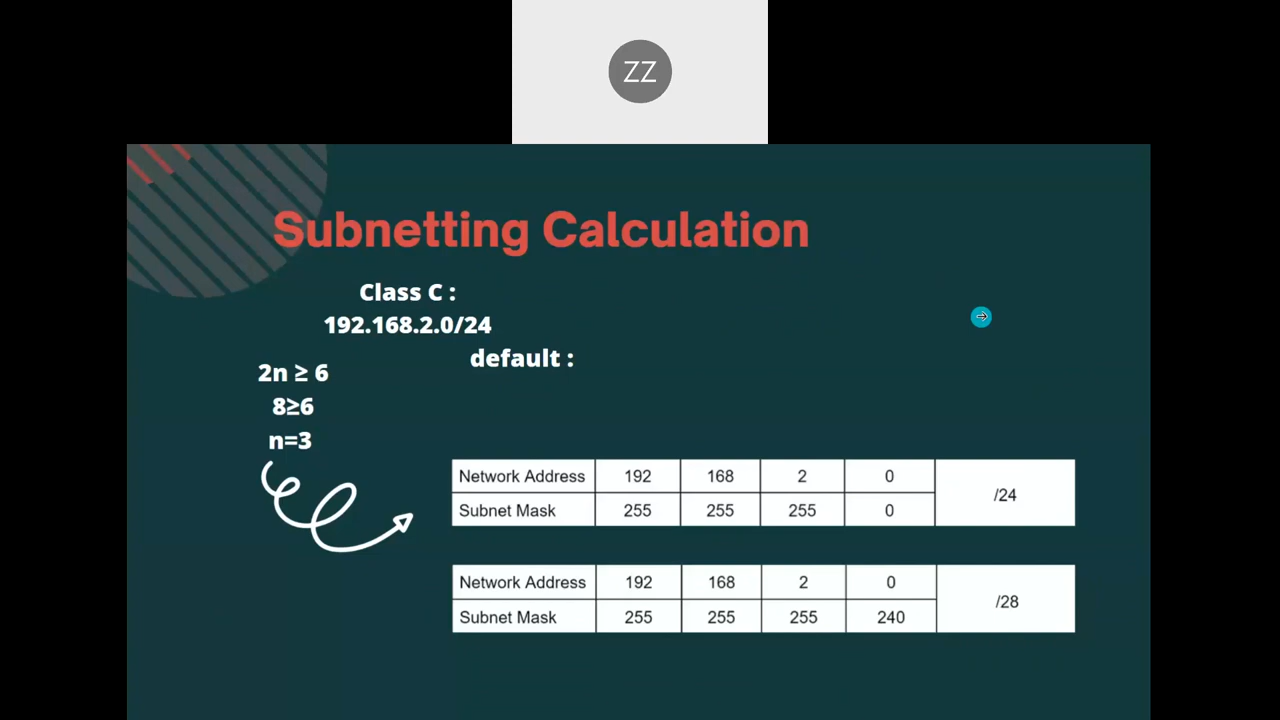 ZZ
Subnetting Calculation
Class C :
192.168.2.0/24
default :
2n ≥ 6
8≥6
n=3
Network Address 192 168 2 0 /24
Subnet Mask 255 255 255 0
Network Address 192 168 2 0 /28
Subnet Mask 255 255 255 240